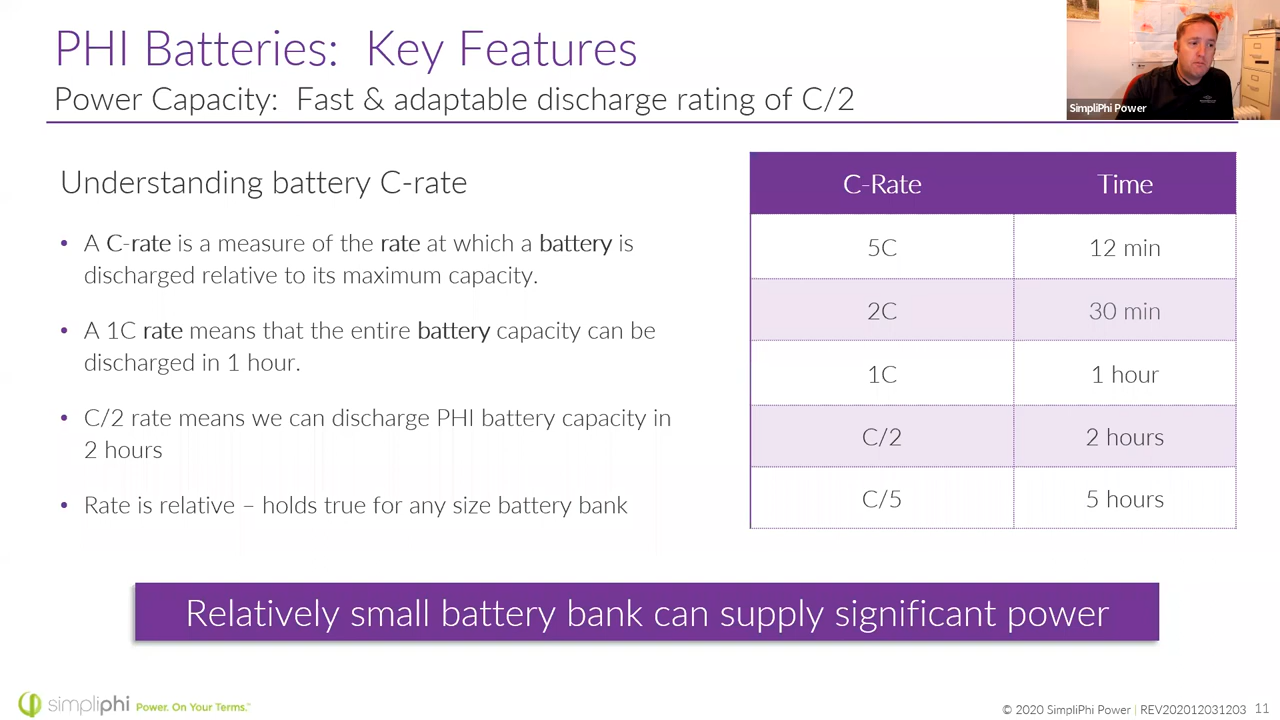 PHI Batteries: Key Features
Power Capacity: Fast & adaptable discharge rating of C/2
SimpliPhi Power
Understanding battery C-rate
• A C-rate is a measure of the rate at which a battery is
discharged relative to its maximum capacity.
• A 1C rate means that the entire battery capacity can be
discharged in 1 hour.
• C/2 rate means we can discharge PHI battery capacity in
2 hours
• Rate is relative – holds true for any size battery bank
C-Rate Time
5C 12 min
2C 30 min
1C 1 hour
C/2 2 hours
C/5 5 hours
Relatively small battery bank can supply significant power
simpliphi Power. On Your Terms.™
© 2020 SimpliPhi Power | REV202012031203 11